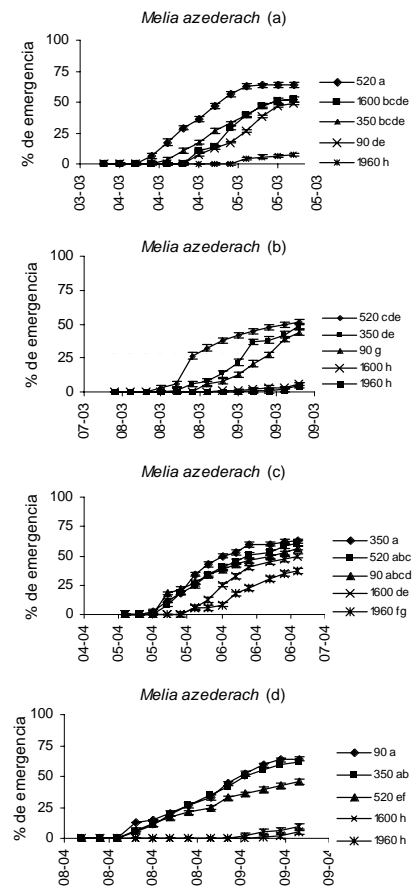 Melia azederach (a)
% de emergencia
100
75
50
25
0
03-03
04-03
04-03
04-03
05-03
05-03
05-03
520 a
1600 bcde
350 bcde
90 de
1960 h
Melia azederach (b)
% de emergencia
100
50
25
0
07-03
08-03
08-03
08-03
09-03
09-03
09-03
520 cde
350 de
90 g
1600 h
1960 h
Melia azederach (c)
% de emergencia
100
75
50
25
0
04-04
05-04
05-04
05-04
06-04
06-04
07-04
350 a
520 abc
90 abcd
1600 de
1960 fg
Melia azederach (d)
% de emergencia
100
75
50
25
0
08-04
08-04
08-04
08-04
09-04
09-04
09-04
90 a
350 ab
520 ef
1600 h
1960 h